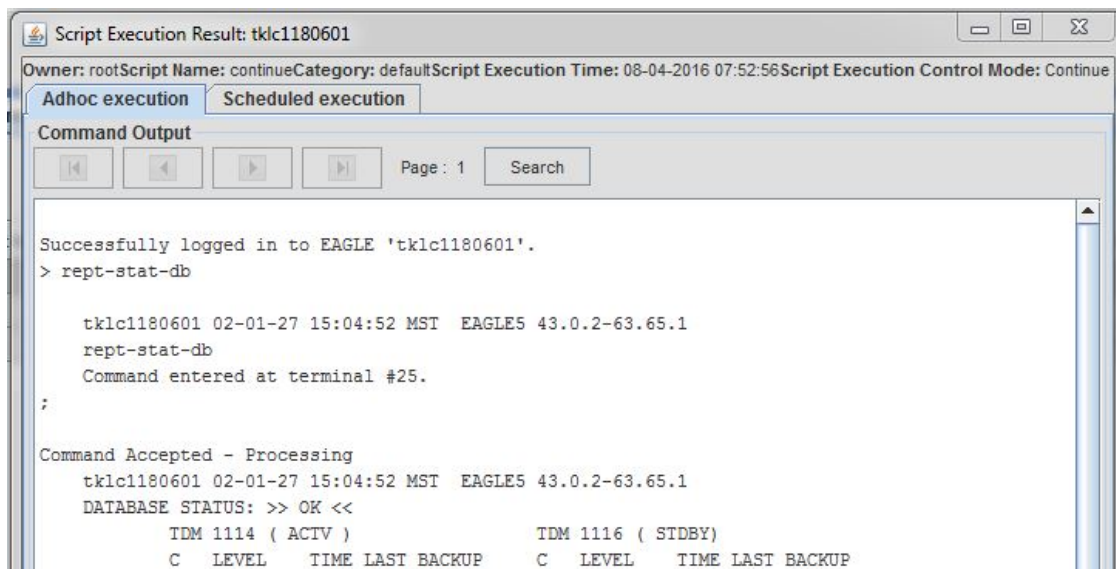 Script Execution Result: tklc1180601
Owner: rootScript Name: continueCategory: defaultScript Execution Time: 08-04-2016 07:52:56Script Execution Control Mode: Continue
Adhoc execution Scheduled execution
Command Output
Page : 1 Search
Successfully logged in to EAGLE 'tklc1180601'.
> rept-stat-db
tklc1180601 02-01-27 15:04:52 MST EAGLE5 43.0.2-63.65.1
rept-stat-db
Command entered at terminal #25.
;
Command Accepted - Processing
tklc1180601 02-01-27 15:04:52 MST EAGLE5 43.0.2-63.65.1
DATABASE STATUS: >> OK <<
TDM 1114 ( ACTV ) TDM 1116 ( STDBY)
C LEVEL TIME LAST BACKUP C LEVEL TIME LAST BACKUP